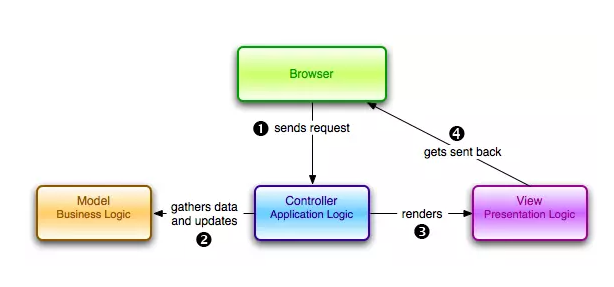 Browser
❶ sends request
❹
gets sent back
Model
Business Logic
gathers data
and updates
❷
Controller
Application Logic
renders
❸
View
Presentation Logic